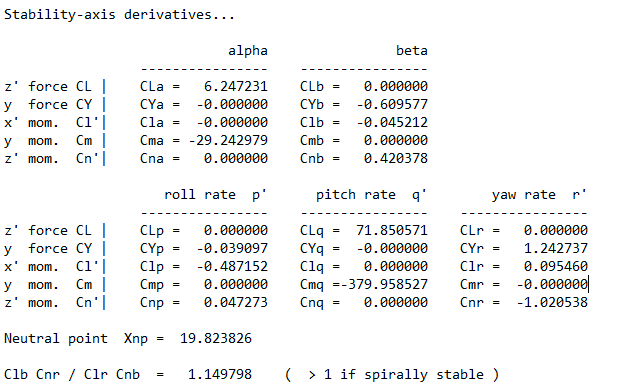 Stability-axis derivatives...
                             alpha                beta
                  ----------------    ----------------
z' force CL |    CLa =   6.247231    CLb =   0.000000
y  force CY |    CYa =  -0.000000    CYb =  -0.609577
x' mom.  Cl'|    Cla =  -0.000000    Clb =  -0.045212
y  mom.  Cm |    Cma = -29.242979    Cmb =   0.000000
z' mom.  Cn'|    Cna =   0.000000    Cnb =   0.420378
                     roll rate  p'      pitch rate  q'        yaw rate  r'
                  ----------------    ----------------    ----------------
z' force CL |    CLp =   0.000000    CLq =  71.850571    CLr =   0.000000
y  force CY |    CYp =  -0.039097    CYq =  -0.000000    CYr =   1.242737
x' mom.  Cl'|    Clp =  -0.487152    Clq =   0.000000    Clr =   0.095460
y  mom.  Cm |    Cmp =   0.000000    Cmq =-379.958527    Cmr =  -0.000000
z' mom.  Cn'|    Cnp =   0.047273    Cnq =   0.000000    Cnr =  -1.020538
Neutral point  Xnp =  19.823826
Clb Cnr / Clr Cnb  =   1.149798    (  > 1 if spirally stable )